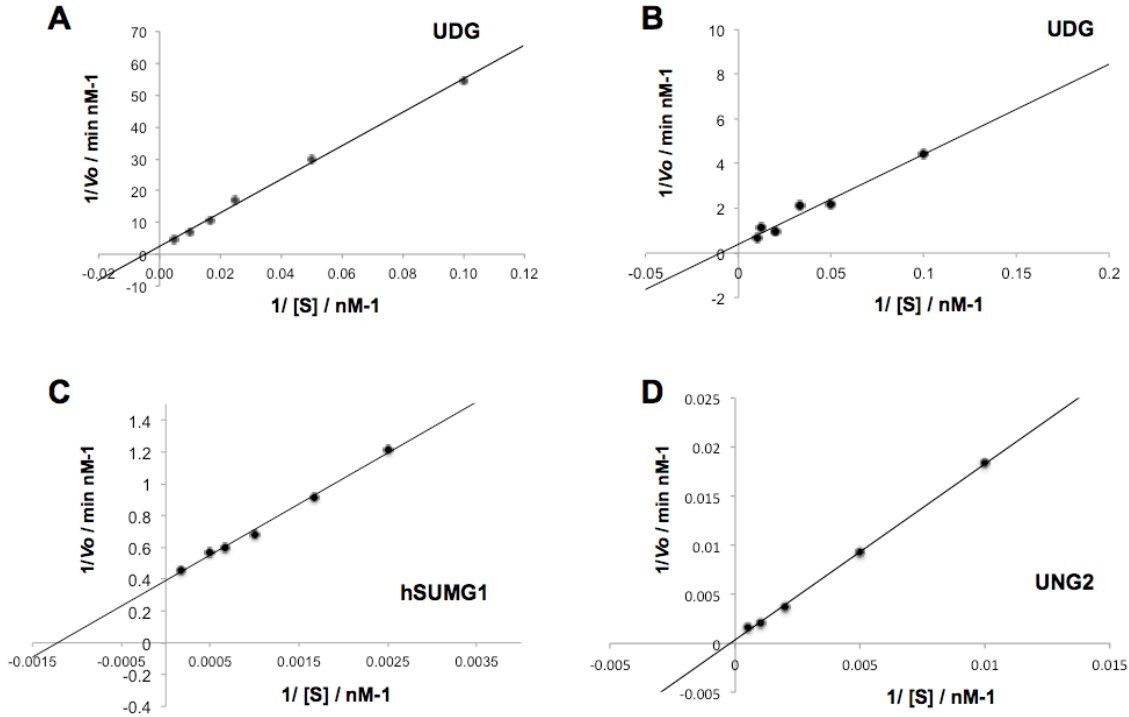 A
UDG
1/Vo / min nM-1
70
60
50
40
30
20
10
0
-10
-0.02 0.00 0.02 0.04 0.06 0.08 0.10 0.12
1/ [S] / nM-1
B
UDG
1/Vo / min nM-1
10
8
6
4
2
0
-2
-0.05 0 0.05 0.1 0.15 0.2
1/ [S] / nM-1
C
hSUMG1
1/Vo / min nM-1
1.4
1.2
1
0.8
0.6
0.4
0.2
0
-0.2
-0.4
-0.0015 -0.0005 0.0005 0.0015 0.0025 0.0035
1/ [S] / nM-1
D
UNG2
1/Vo / min nM-1
0.025
0.02
0.015
0.01
0.005
0
-0.005
-0.005 0 0.005 0.01 0.015
1/ [S] / nM-1